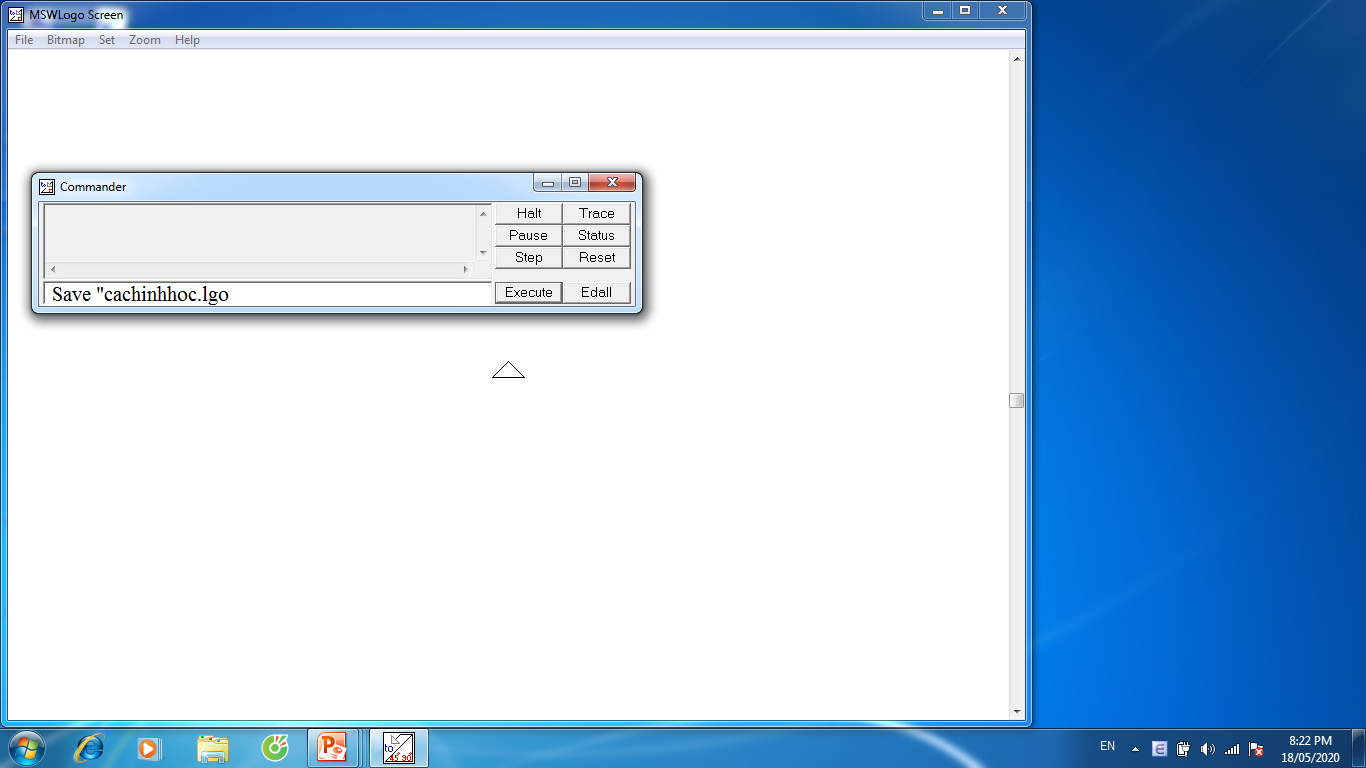 MSWLogo Screen
File Bitmap Set Zoom Help
Commander
Halt Trace
Pause Status
Step Reset
Save "cachinhhoc.lgo
Execute Edall
EN
8:22 PM
18/05/2020